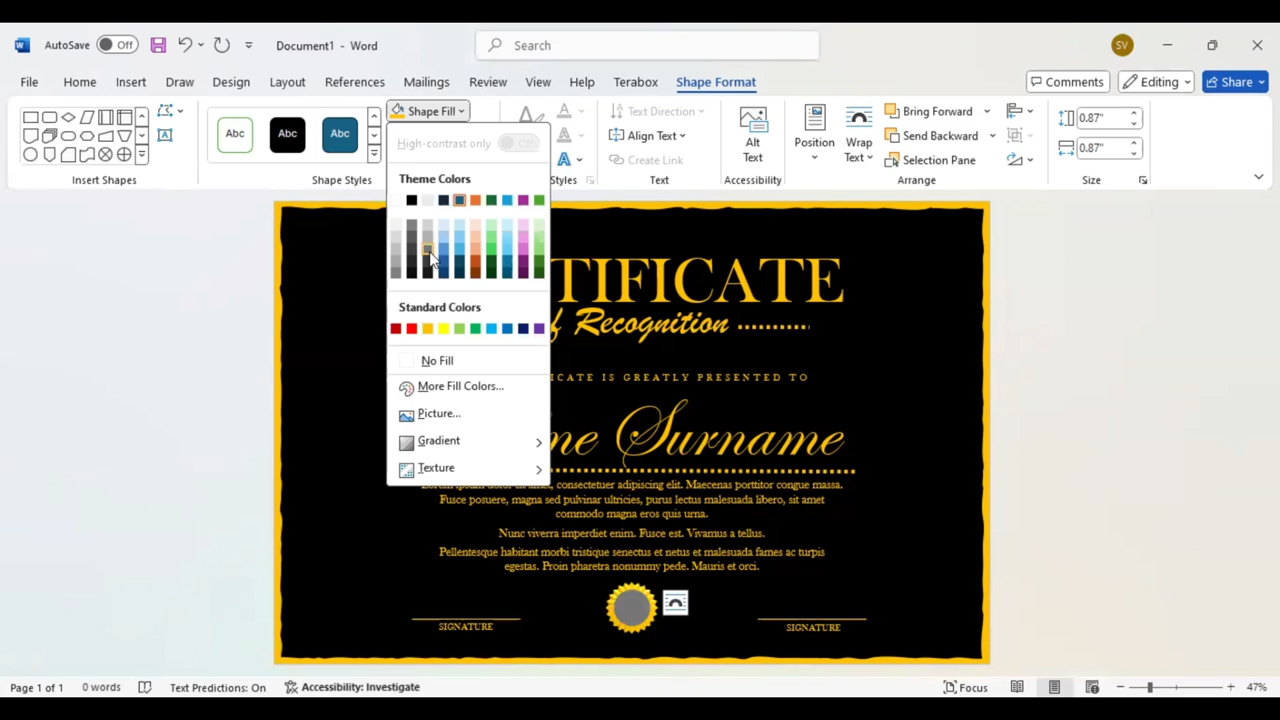 AutoSave Off Document1 - Word Search SV
File Home Insert Draw Design Layout References Mailings Review View Help Terabox Shape Format Comments Editing Share
Abc Abc Abc
Insert Shapes
Shape Styles
Shape Fill
High-contrast only Off
Theme Colors
Standard Colors
No Fill
More Fill Colors...
Picture...
Gradient
Texture
Styles
Text Direction
Align Text
Create Link
Text
Alt Text
Accessibility
Position
Wrap Text
Bring Forward
Send Backward
Selection Pane
Arrange
0.87"
0.87"
Size
TIFICATE
f Recognition
ICATE IS GREATLY PRESENTED TO
me Surname
Lorem ipsum dolor sit amet, consectetuer adipiscing elit. Maecenas porttitor congue massa.
Fusce posuere, magna sed pulvinar ultricies, purus lectus malesuada libero, sit amet
commodo magna eros quis urna.
Nunc viverra imperdiet enim. Fusce est. Vivamus a tellus.
Pellentesque habitant morbi tristique senectus et netus et malesuada fames ac turpis
egestas. Proin pharetra nonummy pede. Mauris et orci.
SIGNATURE SIGNATURE
Page 1 of 1 0 words Text Predictions: On Accessibility: Investigate Focus 47%